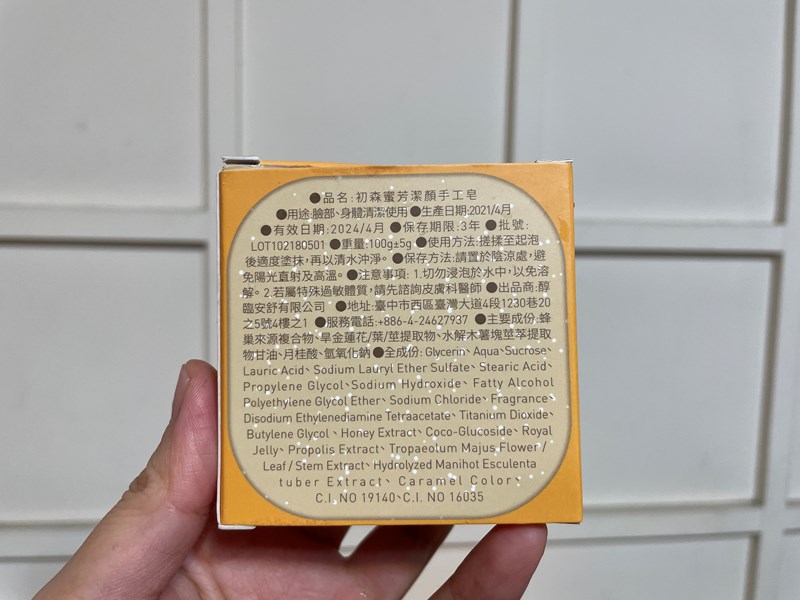 ●品名:初森蜜芳潔顏手工皂
●用途:臉部、身體清潔使用●生產日期:2021/4月
●有效日期:2024/4月 ●保存期限:3年 ●批號:
LOT102180501 ●重量:100g±5g ●使用方法:搓揉至起泡
後適度塗抹，再以清水沖淨。●保存方法:請置於陰涼處，避
免陽光直射及高溫。●注意事項: 1.切勿浸泡於水中，以免溶
解。2.若屬特殊過敏體質，請先諮詢皮膚科醫師 ●出品商:醇
臨安舒有限公司 ●地址:臺中市西區臺灣大道4段1230巷20
之5號4樓之1 ●服務電話:+886-4-24627937 ●主要成份:蜂
巢來源複合物、旱金蓮花/葉/莖提取物、水解木薯塊莖萃提取
物甘油、月桂酸、氫氧化鈉●全成份: Glycerin、Aqua、Sucrose、
Lauric Acid、Sodium Lauryl Ether Sulfate、Stearic Acid、
Propylene Glycol、Sodium Hydroxide、Fatty Alcohol
Polyethylene Glycol Ether、Sodium Chloride、Fragrance、
Disodium Ethylenediamine Tetraacetate、Titanium Dioxide、
Butylene Glycol、Honey Extract、Coco-Glucoside、Royal
Jelly、Propolis Extract、Tropaeolum Majus Flower /
Leaf / Stem Extract、Hydrolyzed Manihot Esculenta
tuber Extract、Caramel Color、
C.I. NO 19140、C.I. NO 16035